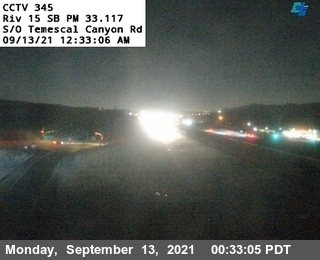 CCTV 345
Riv 15 SB PM 33.117
S/O Temescal Canyon Rd
09/13/21 12:33:06 AM
Monday, September 13, 2021 00:33:05 PDT